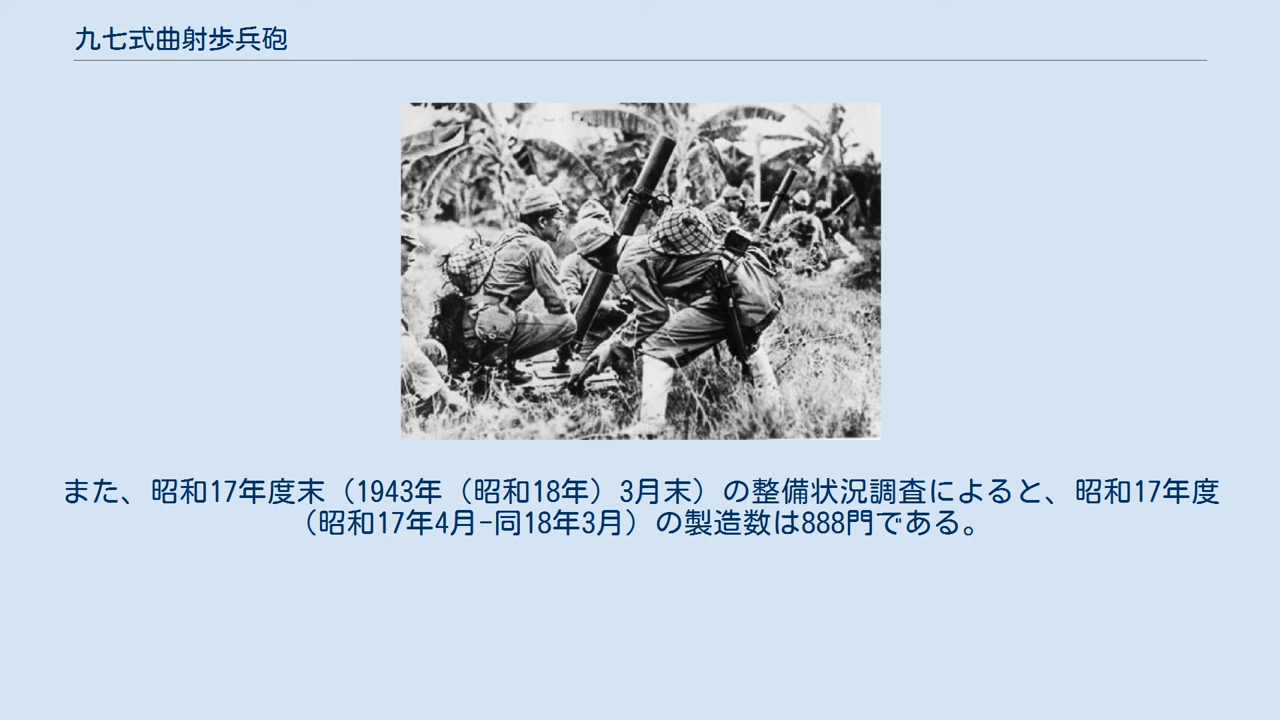 九七式曲射歩兵砲
また、昭和17年度末（1943年（昭和18年）3月末）の整備状況調査によると、昭和17年度
（昭和17年4月-同18年3月）の製造数は888門である。